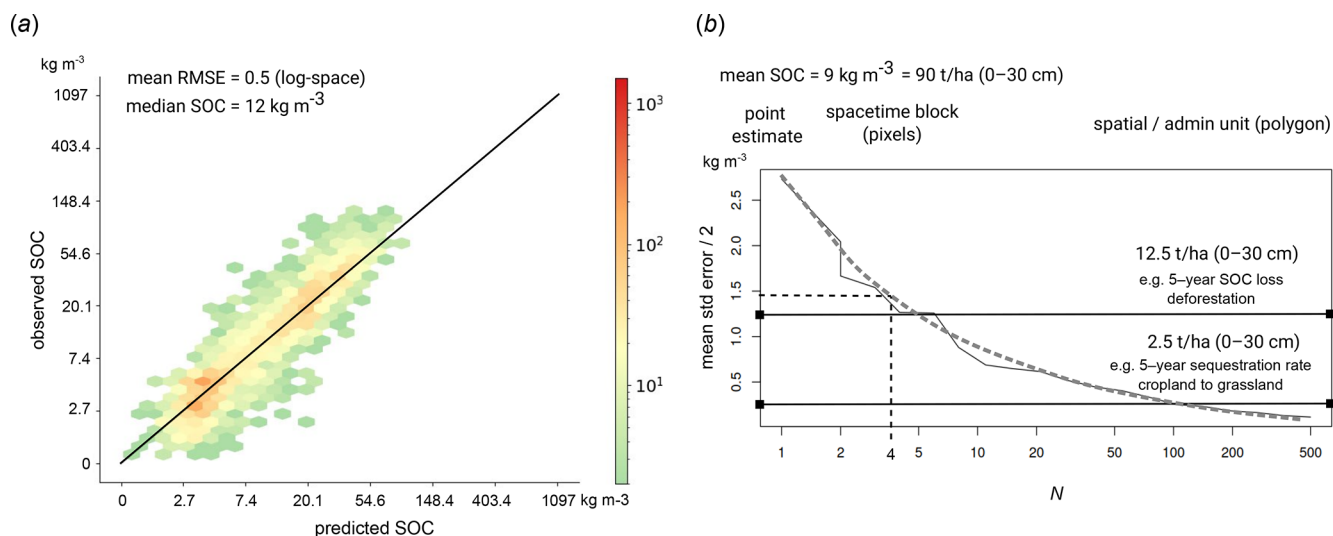 (a)
kg m-3
mean RMSE = 0.5 (log-space)
median SOC = 12 kg m-3
1097
403.4
148.4
54.6
20.1
7.4
2.7
0
observed SOC
0 2.7 7.4 20.1 54.6 148.4 403.4 1097 kg m-3
predicted SOC
10³
10²
10¹
(b)
mean SOC = 9 kg m-3 = 90 t/ha (0–30 cm)
point
estimate
spacetime block
(pixels)
spatial / admin unit (polygon)
kg m-3
2.5
2.0
1.5
1.0
0.5
mean std error / 2
12.5 t/ha (0–30 cm)
e.g. 5–year SOC loss
deforestation
2.5 t/ha (0–30 cm)
e.g. 5–year sequestration rate
cropland to grassland
1 2 4 5 10 20 50 100 200 500
N